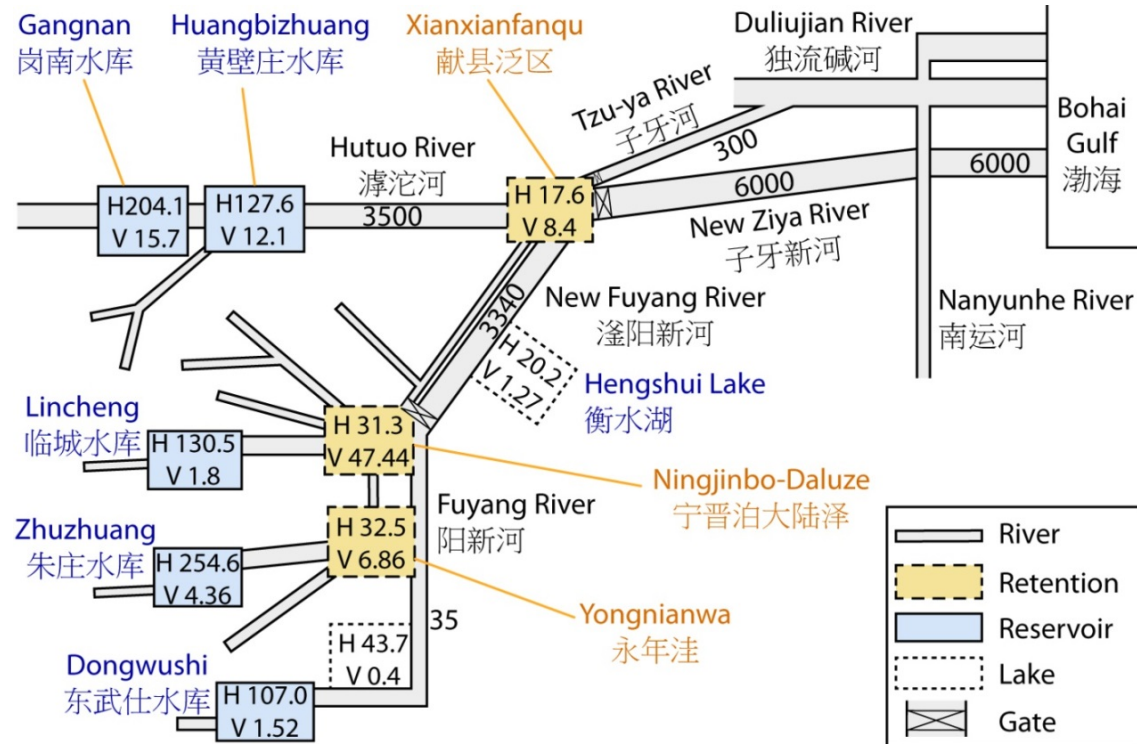 Gangnan
岗南水库
Huangbizhuang
黄壁庄水库
Xianxianfanqu
献县泛区
Duliujian River
独流碱河
Tzu-ya River
子牙河
300
Bohai
Gulf
渤海
Hutuo River
滹沱河
H204.1
V 15.7
H127.6
V 12.1
3500
H 17.6
V 8.4
6000
6000
New Ziya River
子牙新河
3340
New Fuyang River
滏阳新河
Nanyunhe River
南运河
H 20.2
V 1.27
Hengshui Lake
衡水湖
Lincheng
临城水库
H 130.5
V 1.8
H 31.3
V 47.44
Ningjinbo-Daluze
宁晋泊大陆泽
Fuyang River
阳新河
Zhuzhuang
朱庄水库
H 254.6
V 4.36
H 32.5
V 6.86
Yongnianwa
永年洼
35
H 43.7
V 0.4
Dongwushi
东武仕水库
H 107.0
V 1.52
River
Retention
Reservoir
Lake
Gate